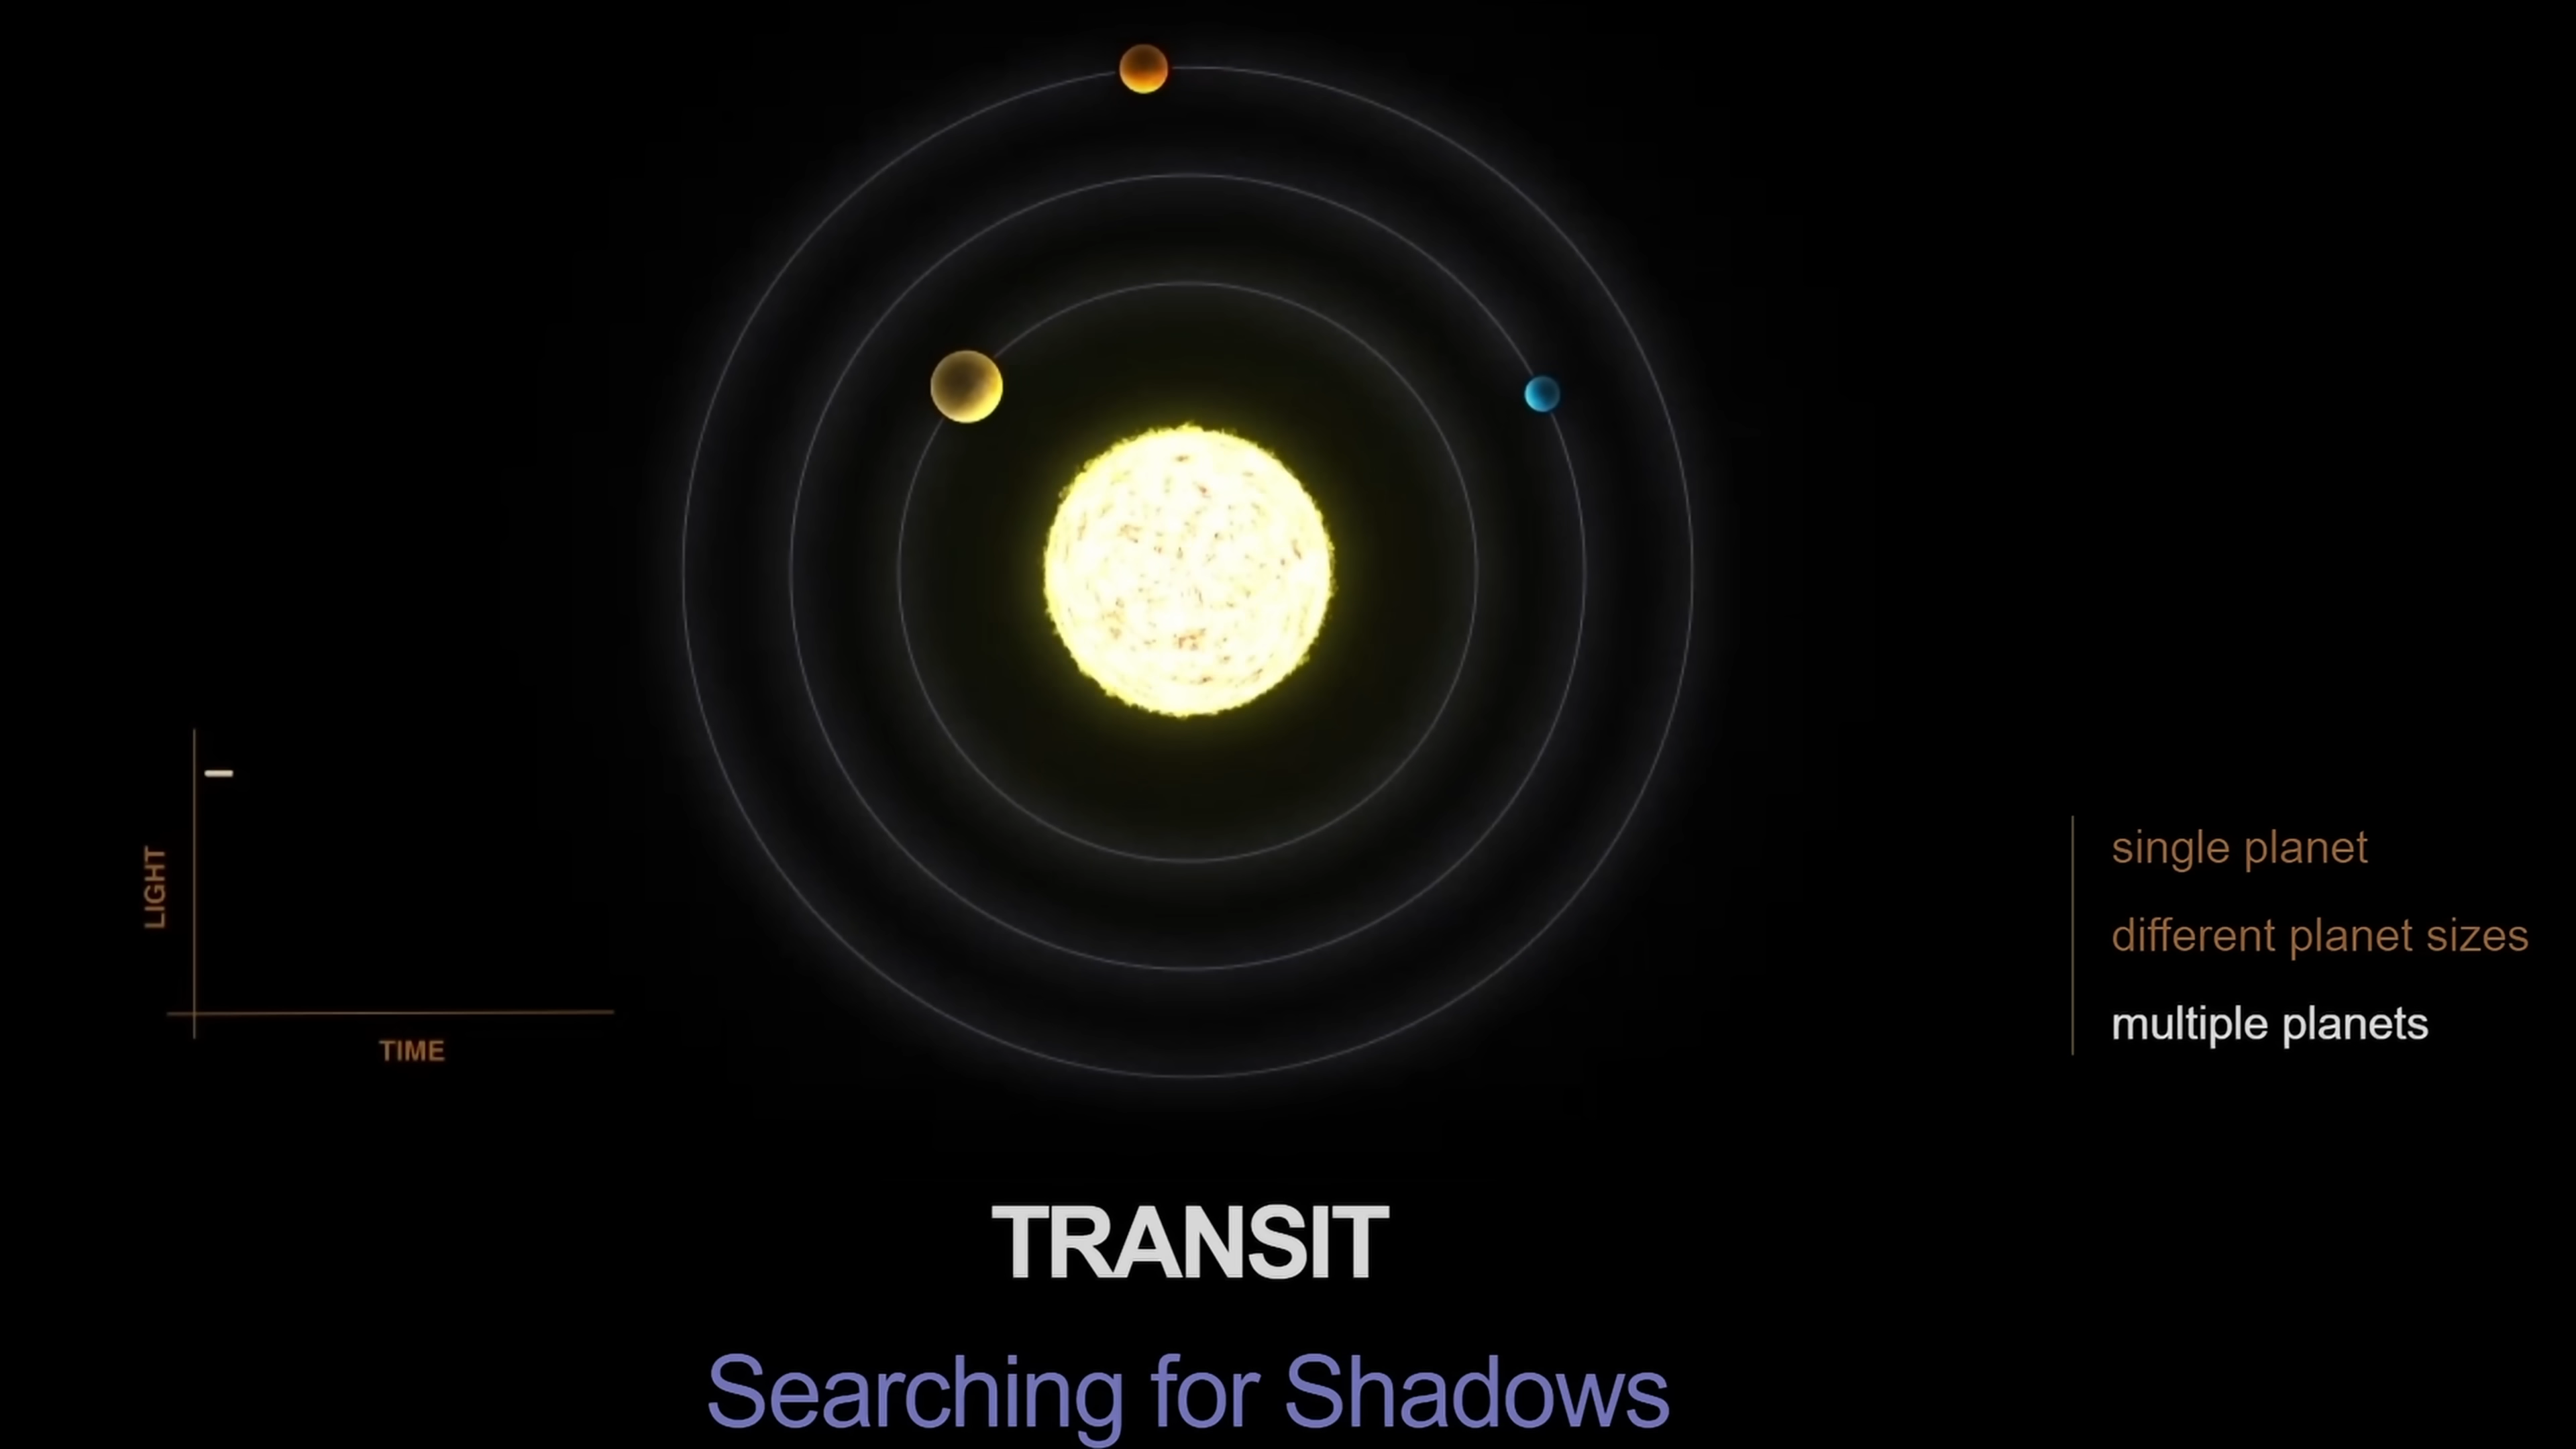 LIGHT
TIME
single planet
different planet sizes
multiple planets
TRANSIT
Searching for Shadows